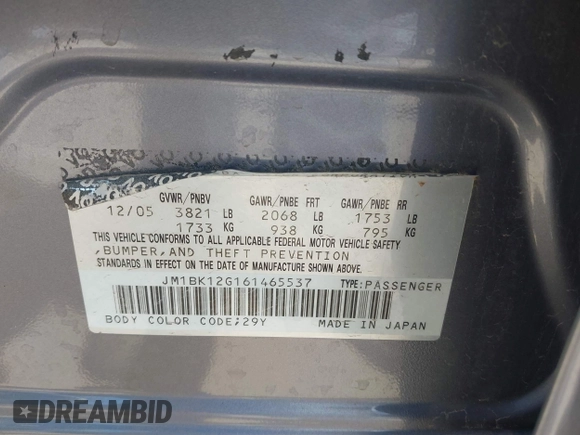 GVWR/PNBV GAWR/PNBE FRT GAWR/PNBE RR
12/05 3821 LB 2068 LB 1753 LB
1733 KG 938 KG 795 KG
THIS VEHICLE CONFORMS TO ALL APPLICABLE FEDERAL MOTOR VEHICLE SAFETY
,BUMPER,AND THEFT PREVENTION
STANDARDS IN EFFECT ON THE DATE OF MANUFACTURE SHOWN ABOVE.
JM1BK12G161465537 TYPE:PASSENGER
BODY COLOR CODE;29Y MADE IN JAPAN
DREAMBID